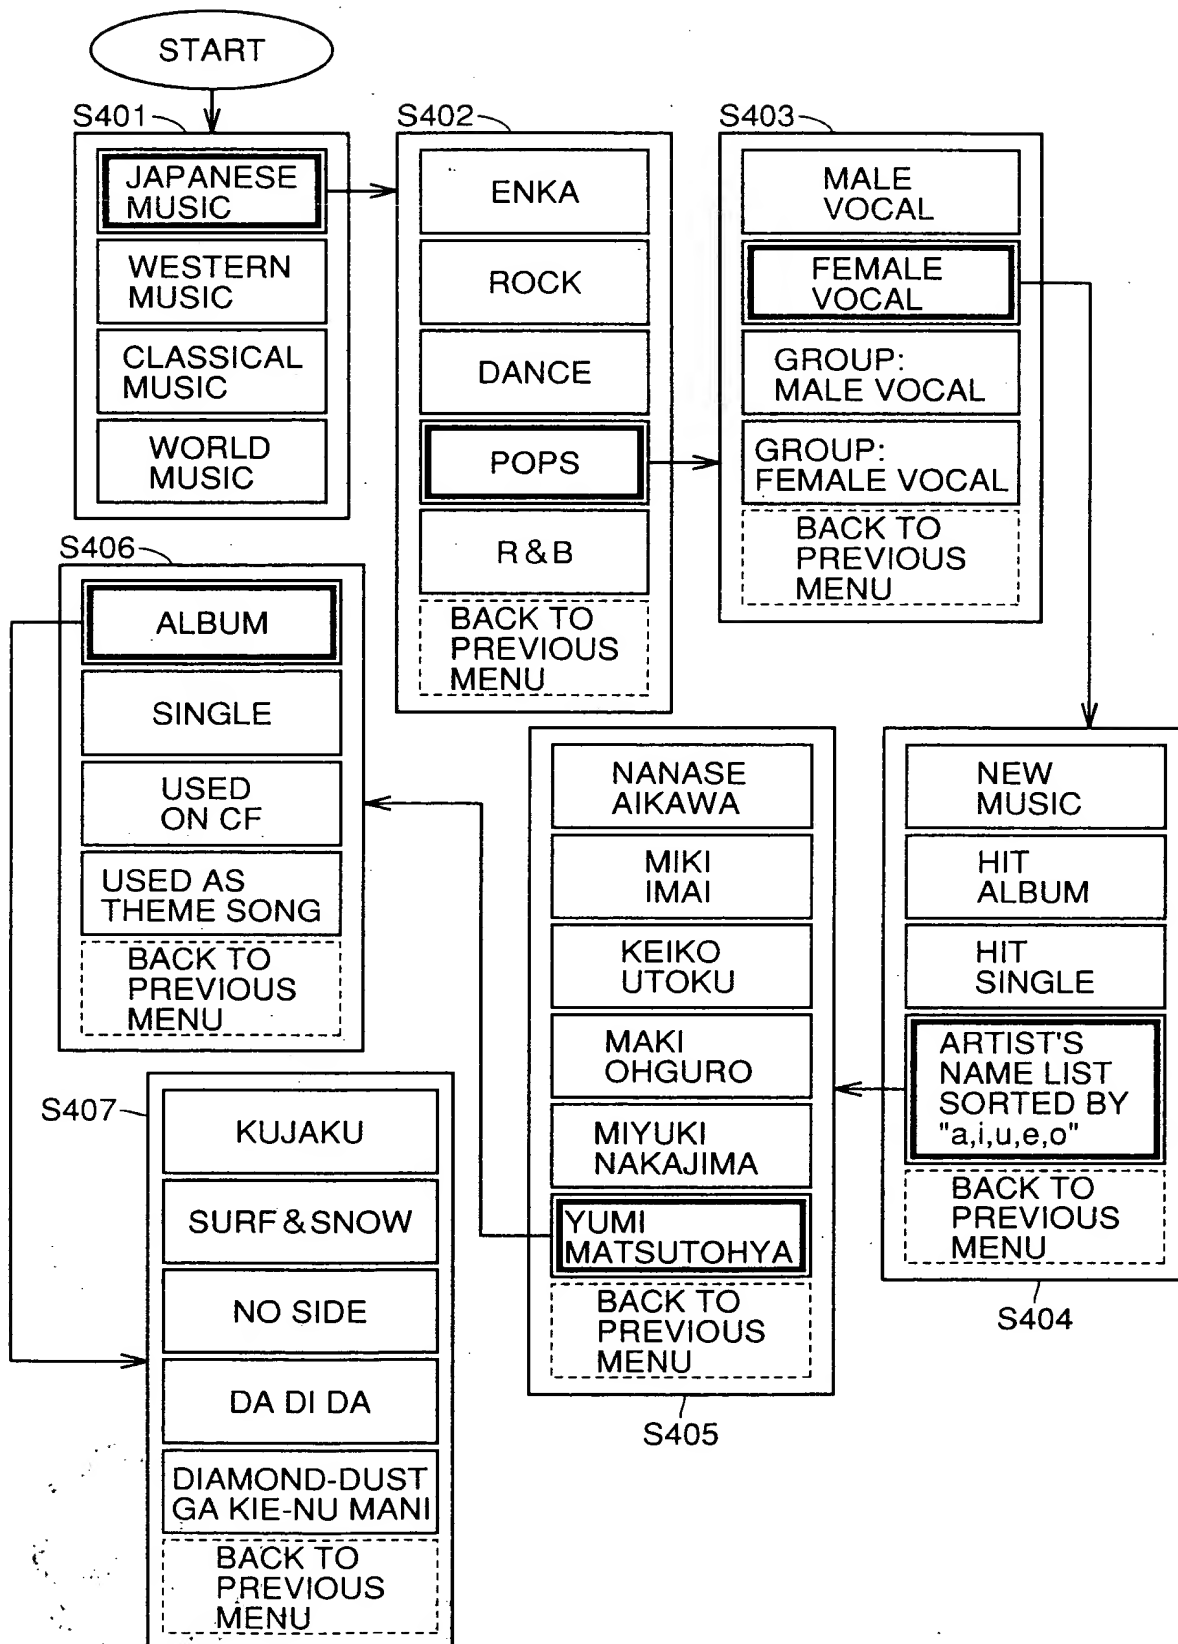 START
S401
JAPANESE
MUSIC
WESTERN
MUSIC
CLASSICAL
MUSIC
WORLD
MUSIC
S402
ENKA
ROCK
DANCE
POPS
R&B
BACK TO
PREVIOUS
MENU
S403
MALE
VOCAL
FEMALE
VOCAL
GROUP:
MALE VOCAL
GROUP:
FEMALE VOCAL
BACK TO
PREVIOUS
MENU
NEW
MUSIC
HIT
ALBUM
HIT
SINGLE
ARTIST'S
NAME LIST
SORTED BY
"a,i,u,e,o"
BACK TO
PREVIOUS
MENU
S404
NANASE
AIKAWA
MIKI
IMAI
KEIKO
UTOKU
MAKI
OHGURO
MIYUKI
NAKAJIMA
YUMI
MATSUTOHYA
BACK TO
PREVIOUS
MENU
S405
S406
ALBUM
SINGLE
USED
ON CF
USED AS
THEME SONG
BACK TO
PREVIOUS
MENU
S407
KUJAKU
SURF&SNOW
NO SIDE
DA DI DA
DIAMOND-DUST
GA KIE-NU MANI
BACK TO
PREVIOUS
MENU